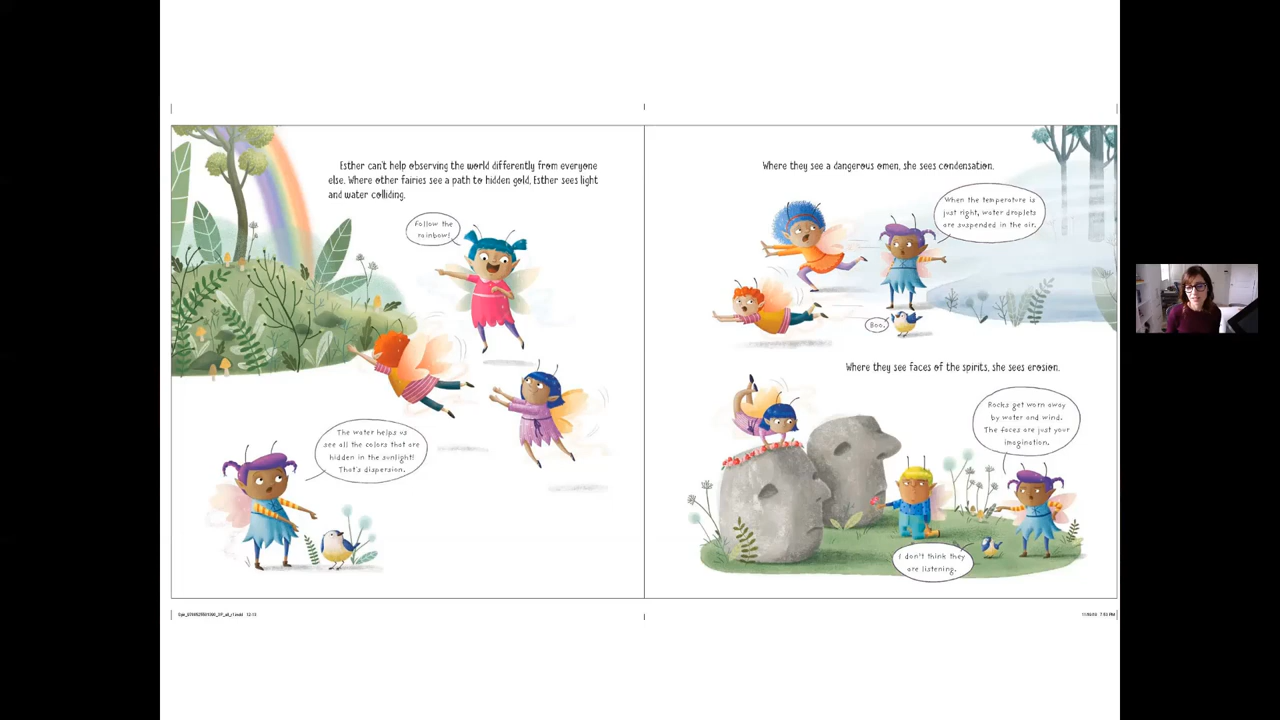 Esther can't help observing the world differently from everyone
else. Where other fairies see a path to hidden gold, Esther sees light
and water colliding.
Follow the
rainbow!
The water helps us
see all the colors that are
hidden in the sunlight!
That's dispersion.
Where they see a dangerous omen, she sees condensation.
When the temperature is
just right, water droplets
are suspended in the air.
Boo.
Where they see faces of the spirits, she sees erosion.
Rocks get worn away
by water and wind.
The faces are just your
imagination.
I don't think they
are listening.